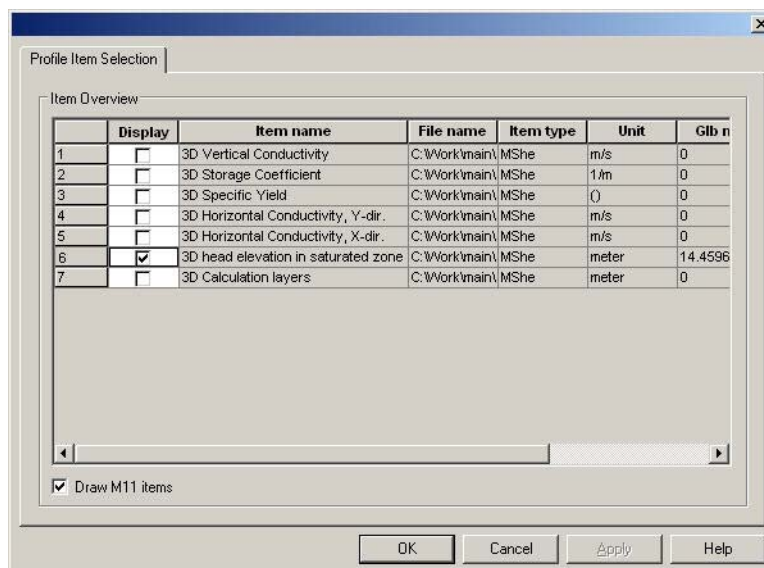 Profile Item Selection
Item Overview
Display Item name File name Item type Unit Glb n
1 3D Vertical Conductivity C:\Work\main\ MShe m/s 0
2 3D Storage Coefficient C:\Work\main\ MShe 1/m 0
3 3D Specific Yield C:\Work\main\ MShe () 0
4 3D Horizontal Conductivity, Y-dir. C:\Work\main\ MShe m/s 0
5 3D Horizontal Conductivity, X-dir. C:\Work\main\ MShe m/s 0
6 3D head elevation in saturated zone C:\Work\main\ MShe meter 14.4596
7 3D Calculation layers C:\Work\main\ MShe meter 0
Draw M11 items
OK Cancel Apply Help